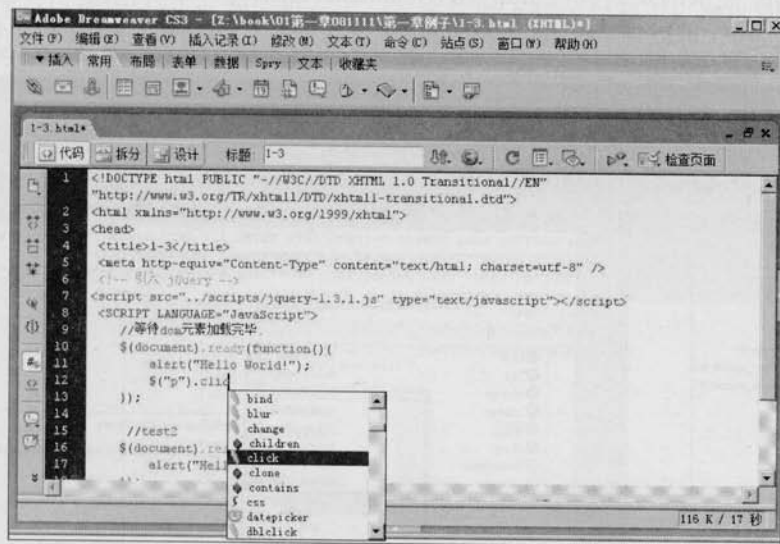 Adobe Dreamweaver CS3 - [Z:\book\01第一章081111\第一章例子\1-3.html (XHTML)*]
文件(F) 编辑(E) 查看(V) 插入记录(I) 修改(M) 文本(T) 命令(C) 站点(S) 窗口(W) 帮助(H)
▼插入 常用 布局 表单 数据 Spry 文本 收藏夹
1-3.html*
代码 拆分 设计 标题: 1-3 检查页面
1 <!DOCTYPE html PUBLIC "-//W3C//DTD XHTML 1.0 Transitional//EN"
"http://www.w3.org/TR/xhtml1/DTD/xhtml1-transitional.dtd">
2 <html xmlns="http://www.w3.org/1999/xhtml">
3 <head>
4 <title>1-3</title>
5 <meta http-equiv="Content-Type" content="text/html; charset=utf-8" />
6 <!-- 引入 jQuery -->
7 <script src="../scripts/jquery-1.3.1.js" type="text/javascript"></script>
8 <SCRIPT LANGUAGE="JavaScript">
9 //等待dom元素加载完毕.
10 $(document).ready(function(){
11 alert("Hello World!");
12 $("p").clic
13 });
14
15 //test2
16 $(document).rea
17 alert("Hell
bind
blur
change
children
click
clone
contains
css
datepicker
dblclick
116 K / 17 秒